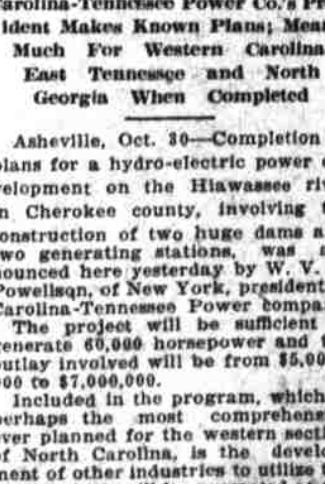 Carolina-Tennessee Power Co.'s Pr
ident Makes Known Plans; Mean
Much For Western Carolina
East Tennessee and North
Georgia When Completed
Asheville, Oct. 30—Completion
plans for a hydro-electric power d
velopment on the Hiawassee riv
in Cherokee county, involving t
construction of two huge dams a
two generating stations, was a
nounced here yesterday by W. V.
Powellsqn, of New York, president
Carolina-Tennessee Power compa
The project will be sufficient
generate 60,000 horsepower and t
outlay involved will be from $5,00
000 to $7,000,000.
Included in the program, which
perhaps the most comprehens
ever planned for the western secti
of North Carolina, is the devel
ment of other industries to utilize